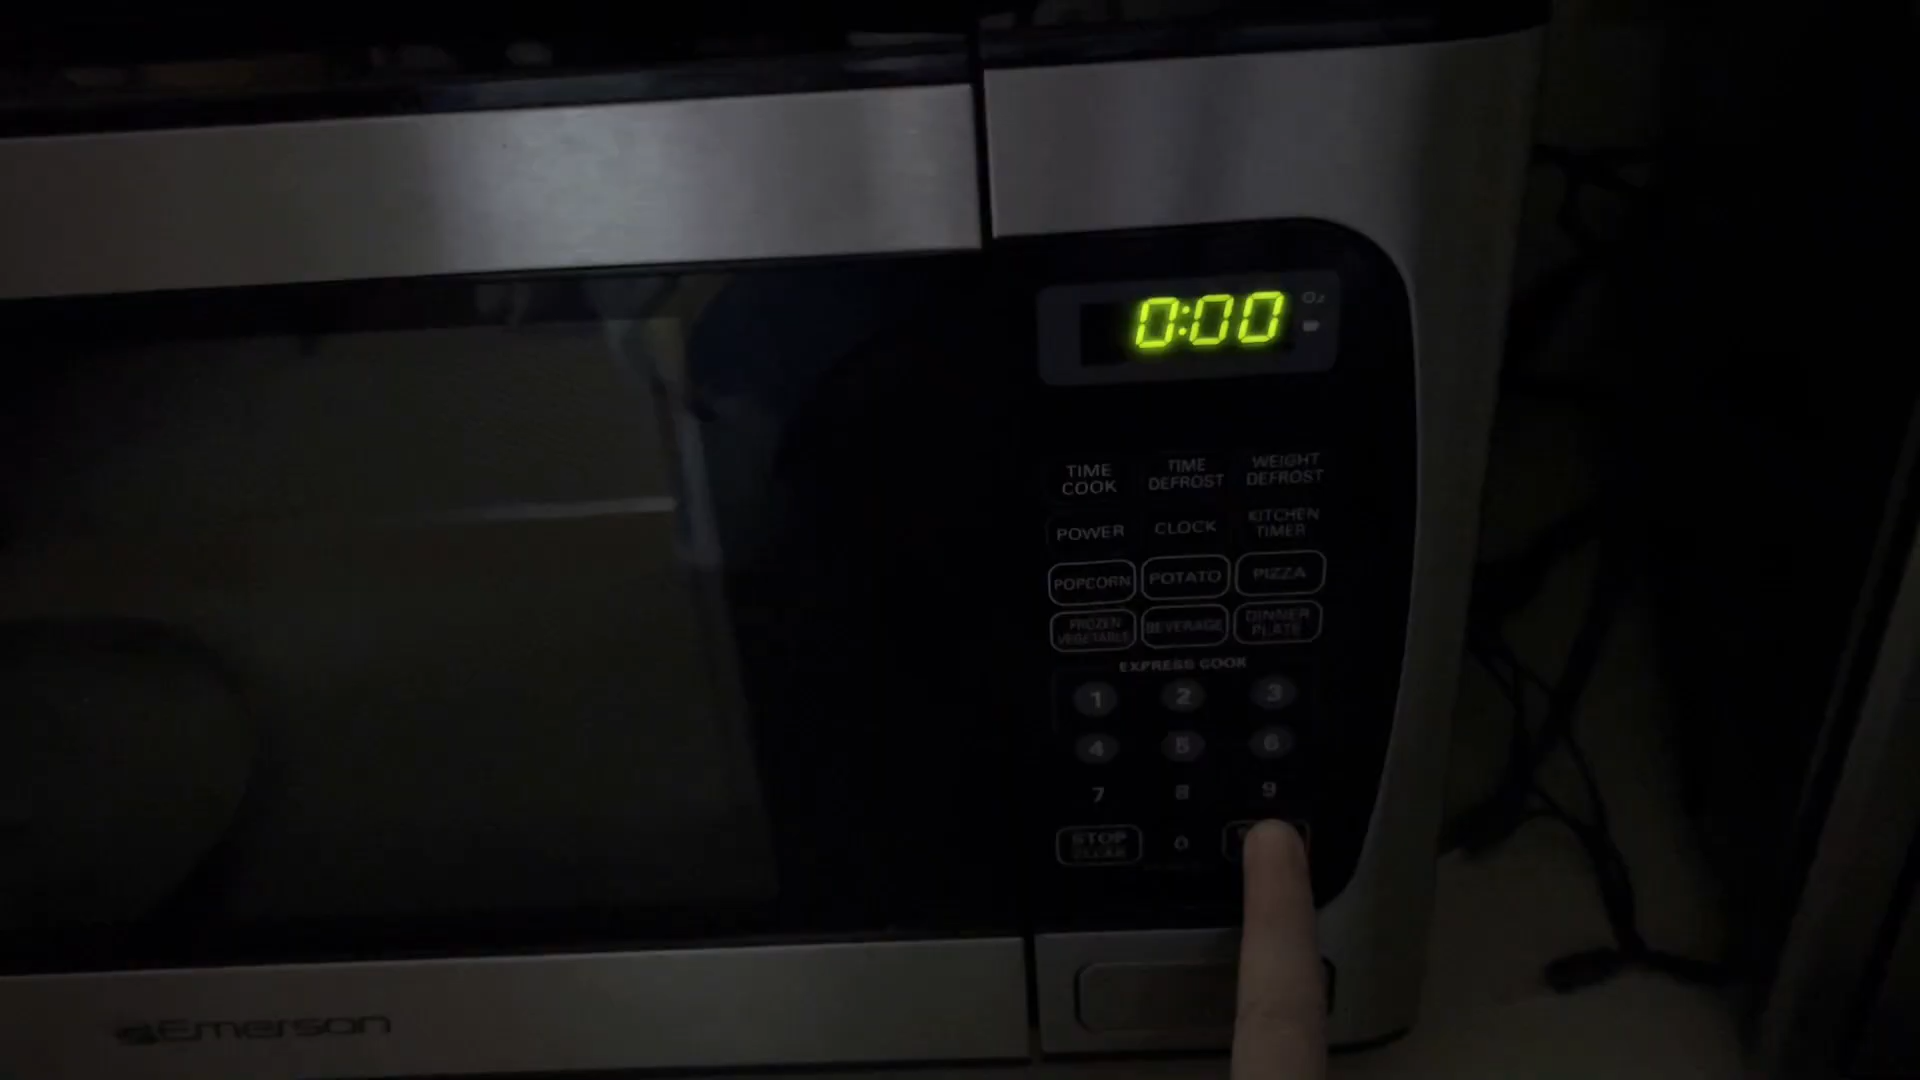 0:00
TIME COOK
TIME DEFROST
WEIGHT DEFROST
POWER
CLOCK
KITCHEN TIMER
POPCORN
POTATO
PIZZA
FROZEN VEGETABLE
BEVERAGE
DINNER PLATE
EXPRESS COOK
1 2 3
4 5 6
7 8 9
STOP
0
Emerson